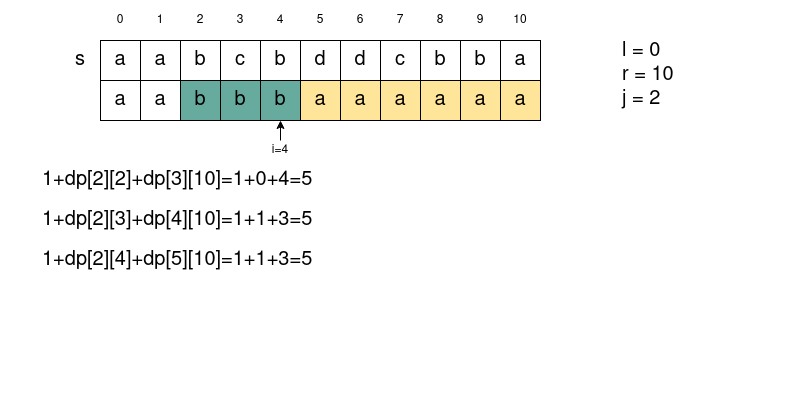 0 1 2 3 4 5 6 7 8 9 10
s a a b c b d d c b b a
a a b b b a a a a a a
i=4
l = 0
r = 10
j = 2
1+dp[2][2]+dp[3][10]=1+0+4=5
1+dp[2][3]+dp[4][10]=1+1+3=5
1+dp[2][4]+dp[5][10]=1+1+3=5